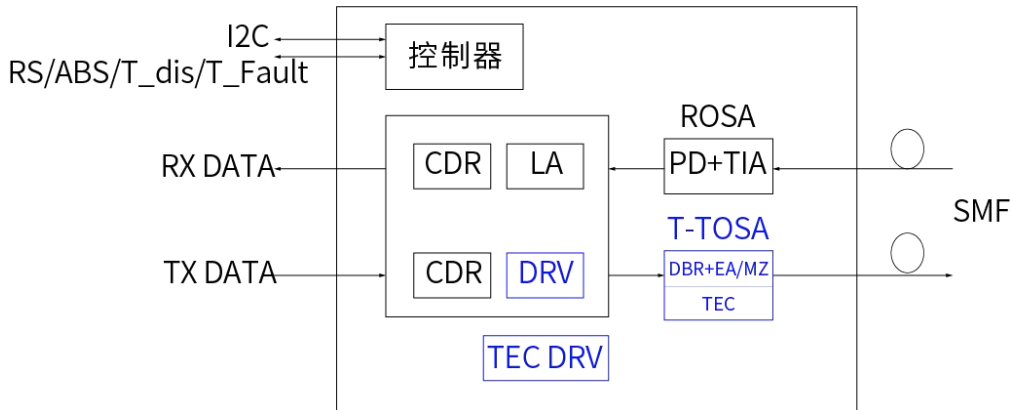 I2C
控制器
RS/ABS/T_dis/T_Fault
ROSA
RX DATA
CDR
LA
PD+TIA
SMF
T-TOSA
TX DATA
CDR
DRV
DBR+EA/MZ
TEC
TEC DRV